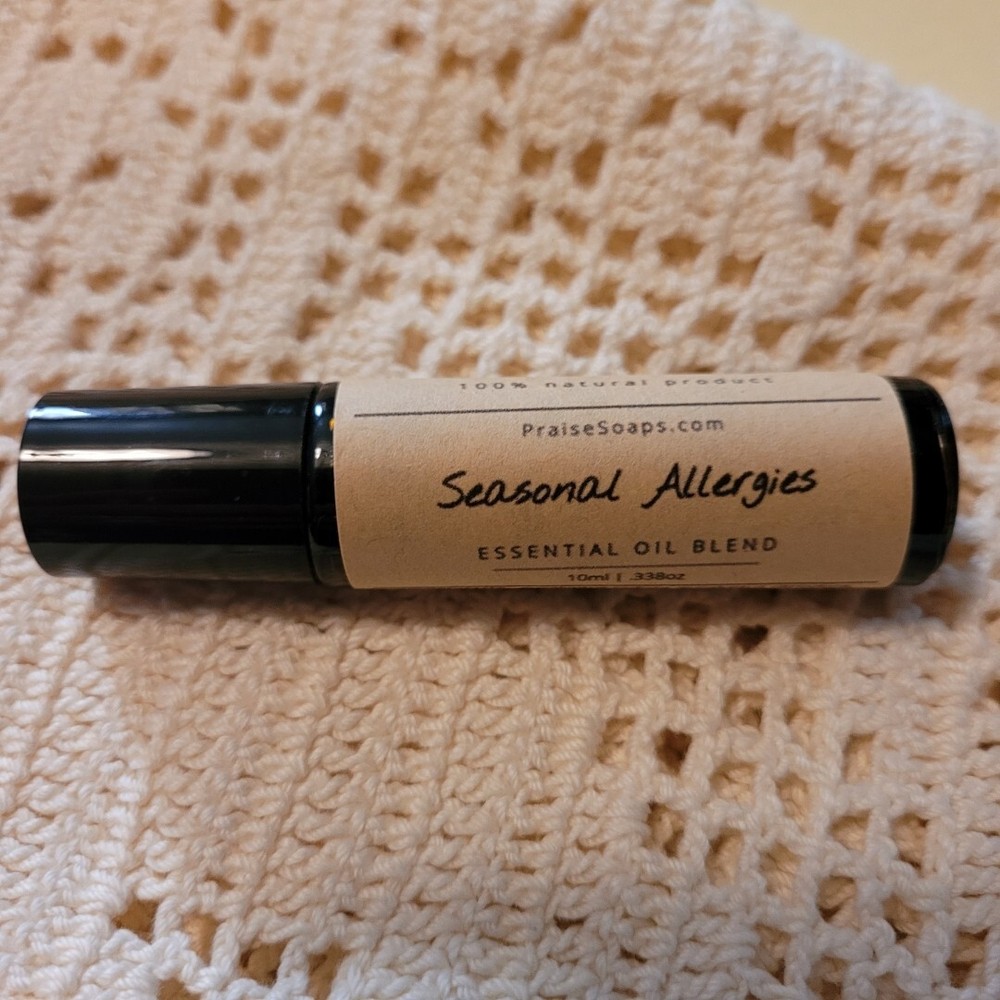 100% natural product
PraiseSoaps.com
Seasonal Allergies
ESSENTIAL OIL BLEND
10ml | .338oz